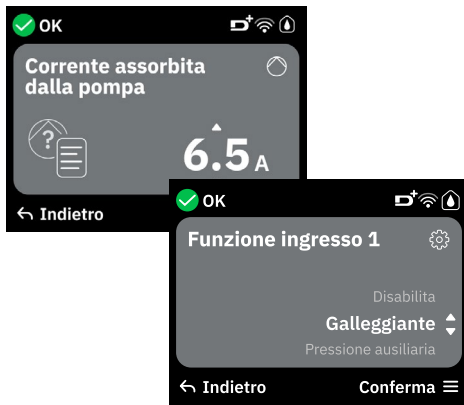 OK
D+
Corrente assorbita
dalla pompa
?
6.5 A
Indietro
OK
D+
Funzione ingresso 1
Disabilita
Galleggiante
Pressione ausiliaria
Indietro
Conferma